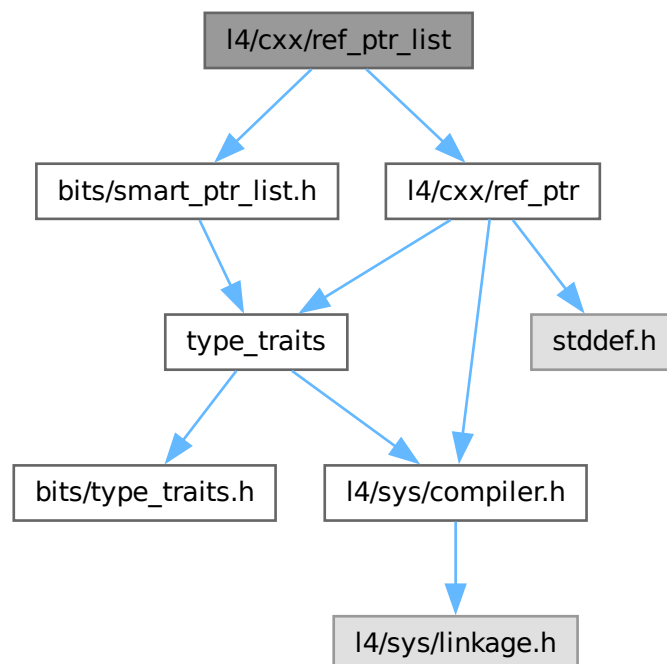 l4/cxx/ref_ptr_list
bits/smart_ptr_list.h
l4/cxx/ref_ptr
type_traits
stddef.h
bits/type_traits.h
l4/sys/compiler.h
l4/sys/linkage.h